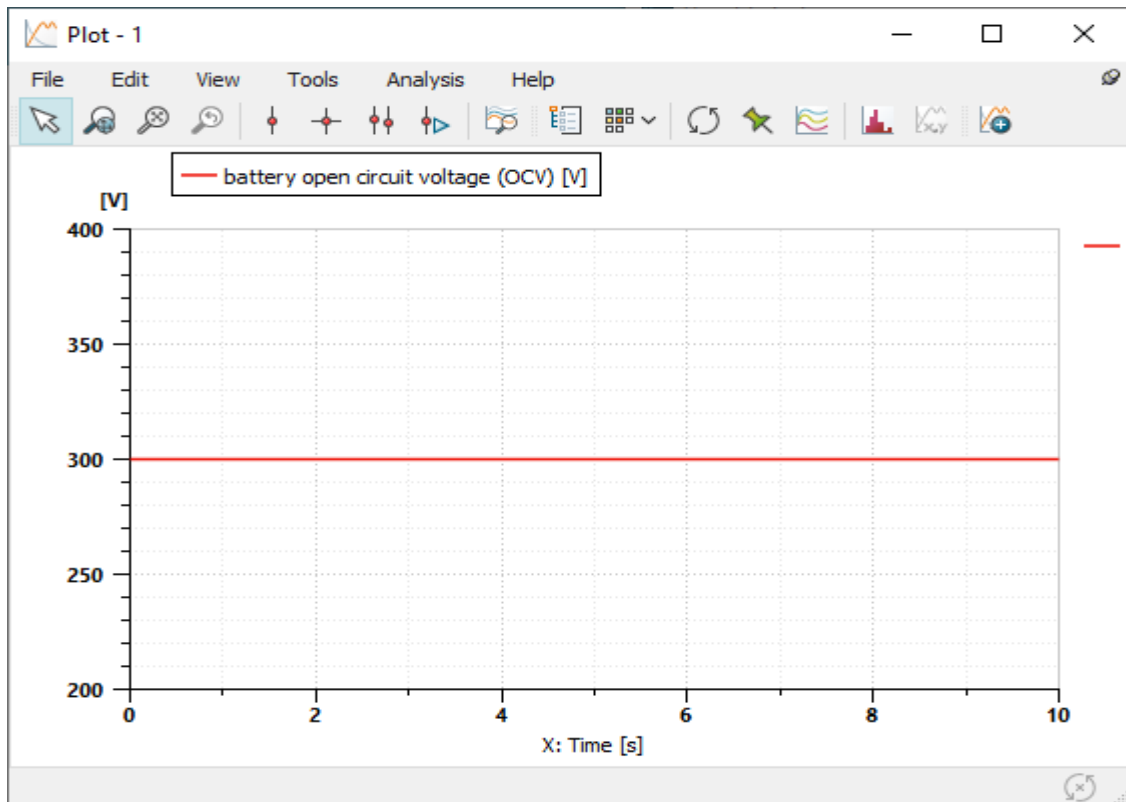 Plot - 1
File Edit View Tools Analysis Help
x,y
battery open circuit voltage (OCV) [V]
[V]
400
350
300
250
200
0 2 4 6 8 10
X: Time [s]